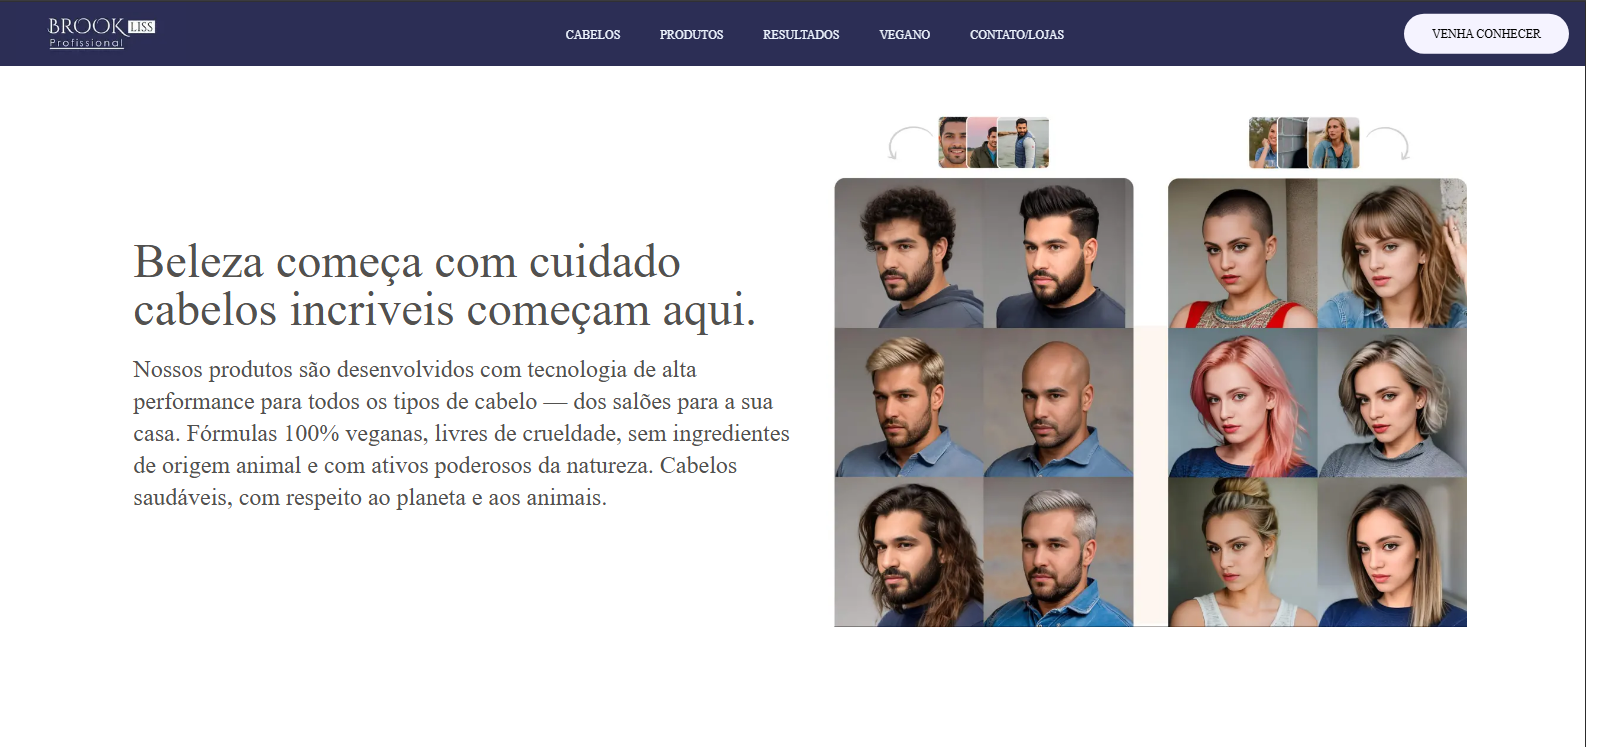 BROOK LISS
Profissional
CABELOS
PRODUTOS
RESULTADOS
VEGANO
CONTATO/LOJAS
VENHA CONHECER
Beleza começa com cuidado
cabelos incriveis começam aqui.
Nossos produtos são desenvolvidos com tecnologia de alta
performance para todos os tipos de cabelo — dos salões para a sua
casa. Fórmulas 100% veganas, livres de crueldade, sem ingredientes
de origem animal e com ativos poderosos da natureza. Cabelos
saudáveis, com respeito ao planeta e aos animais.